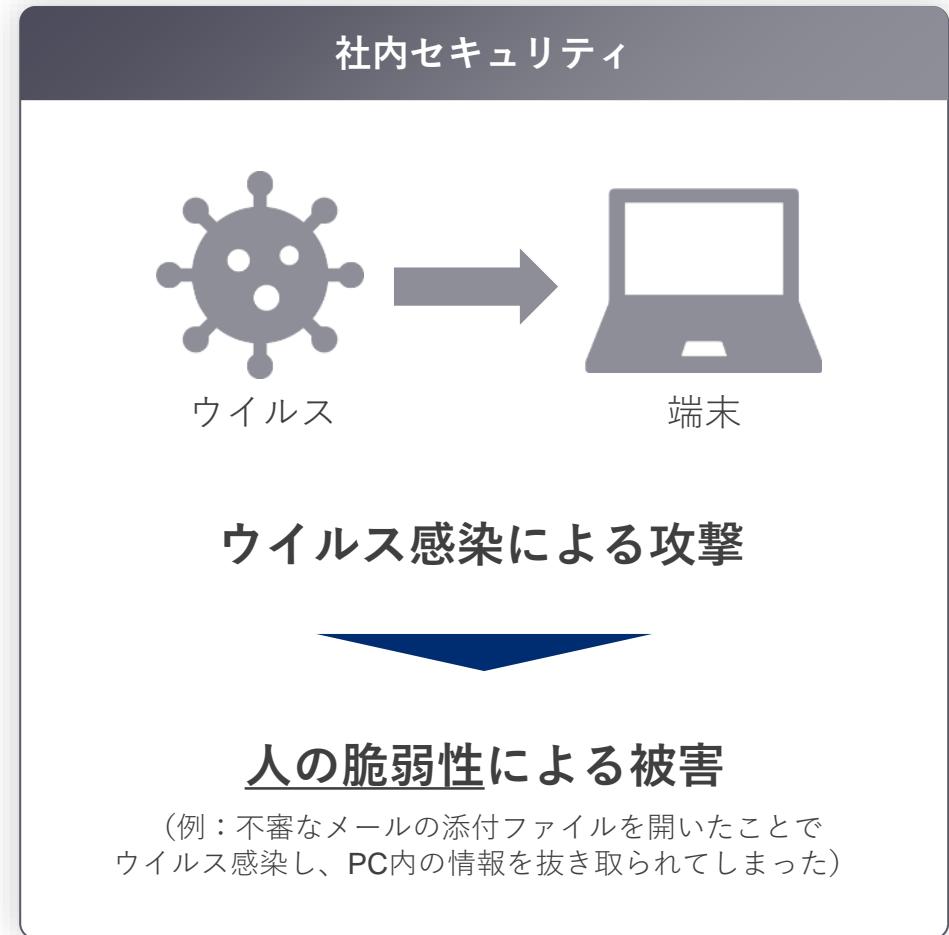 社内セキュリティ
ウイルス
端末
ウイルス感染による攻撃
人の脆弱性による被害
（例：不審なメールの添付ファイルを開いたことで
ウイルス感染し、PC内の情報を抜き取られてしまった）